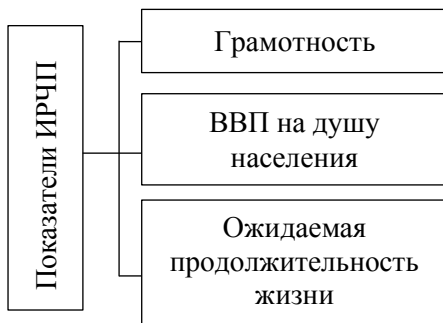 Показатели ИРЧП
Грамотность
ВВП на душу
населения
Ожидаемая
продолжительность
жизни